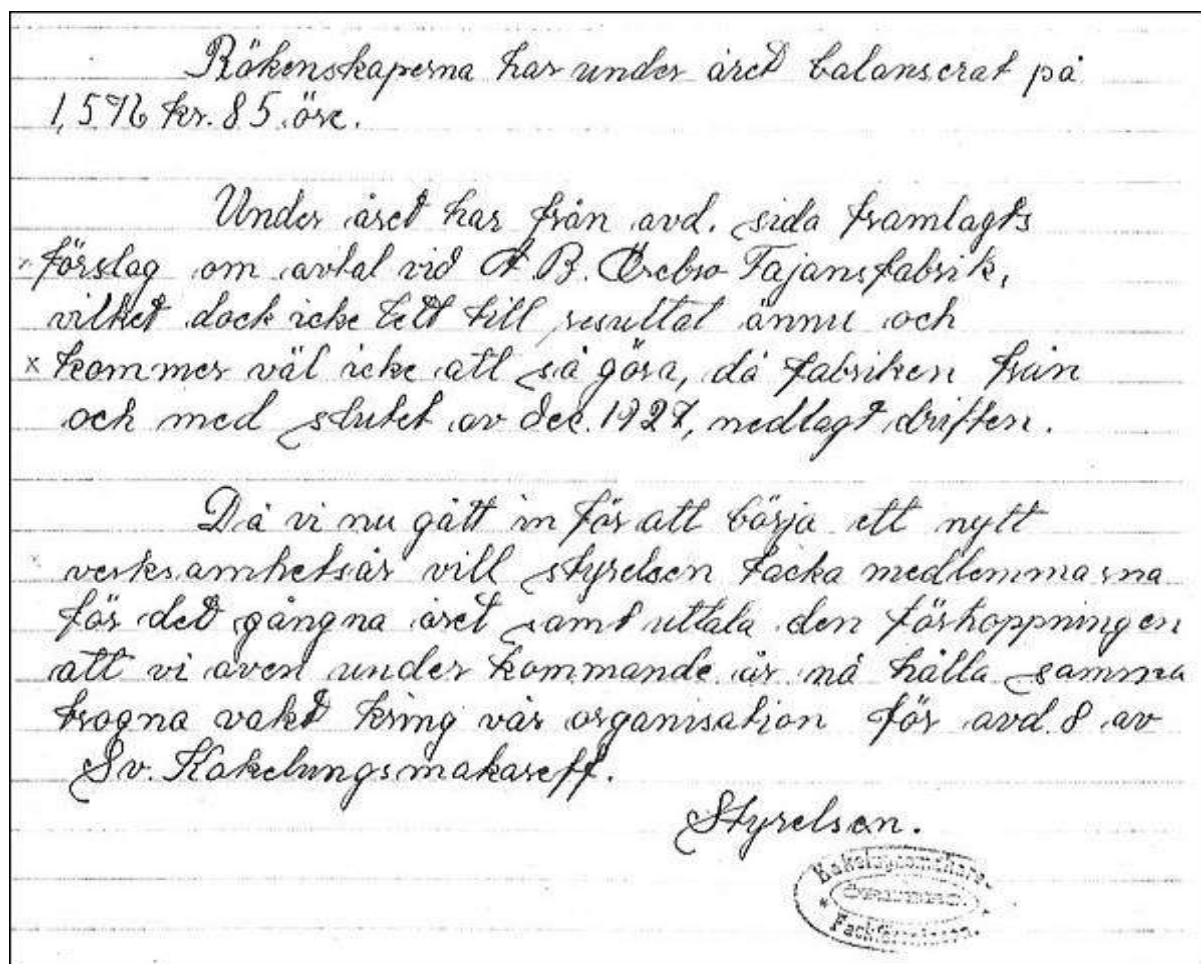 Räkenskaperna har under året balanserat på
1,576 kr. 85 öre.
Under året har från avd. sida framlagts
förslag om avtal vid A B. Örebro Fajansfabrik,
vilket dock icke lett till resultat ännu och
x kommer väl icke att så göra, då fabriken från
och med slutet av dec. 1927, nedlagt driften.
Då vi nu gått in för att börja ett nytt
x verksamhetsår vill styrelsen tacka medlemmarna
för det gångna året samt uttala den förhoppningen
att vi även under kommande år må hålla samma
trogna vakt kring vår organisation för avd. 8 av
Sv. Kakelungsmakareff.
Styrelsen.
Kakelugnsmakare-
ÖREBRO
* Fackföreningen. *